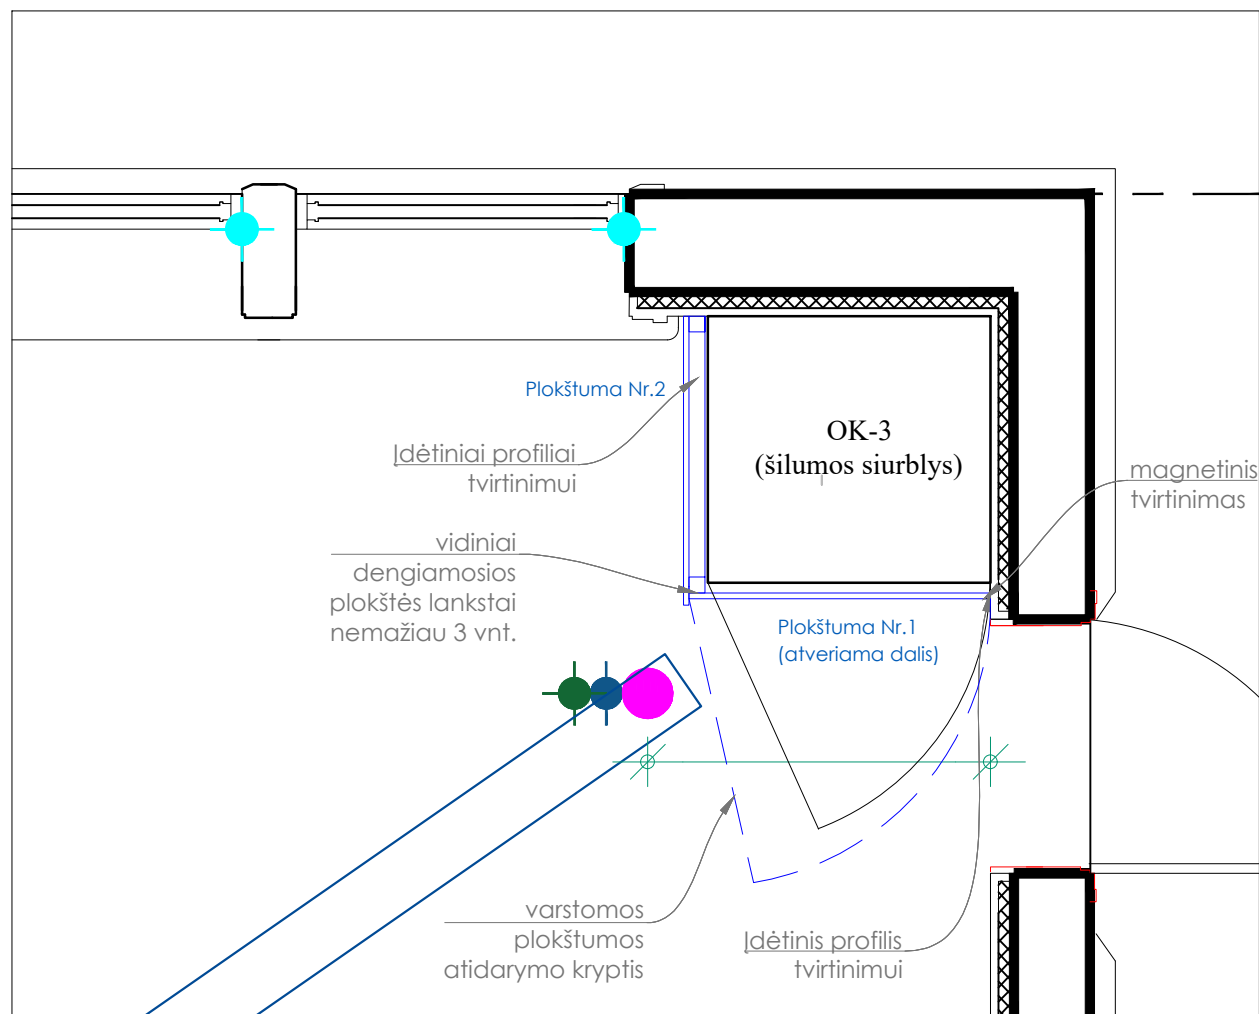 Plokštuma Nr.2
OK-3
(šilumos siurblys)
Įdėtiniai profiliai
tvirtinimui
magnetinis
tvirtinimas
vidiniai
dengiamosios
plokštės lankstai
nemažiau 3 vnt.
Plokštuma Nr.1
(atveriama dalis)
varstomos
plokštumos
atidarymo kryptis
Įdėtinis profilis
tvirtinimui